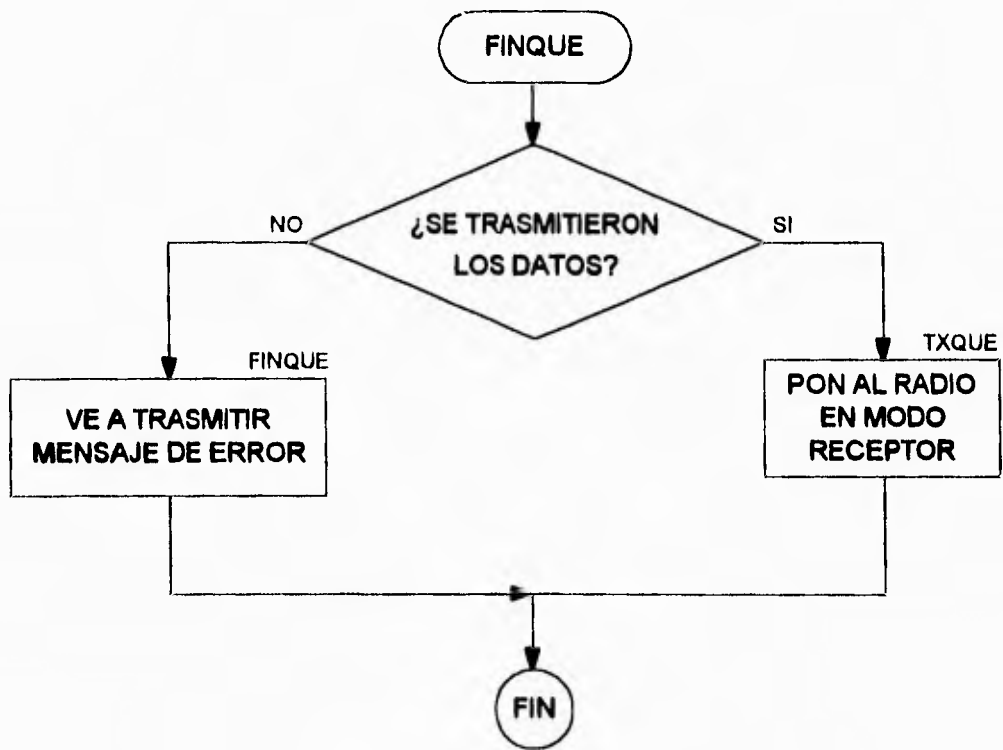 FINQUE
¿SE TRASMITIERON
LOS DATOS?
NO
SI
FINQUE
VE A TRASMITIR
MENSAJE DE ERROR
TXQUE
PON AL RADIO
EN MODO
RECEPTOR
FIN